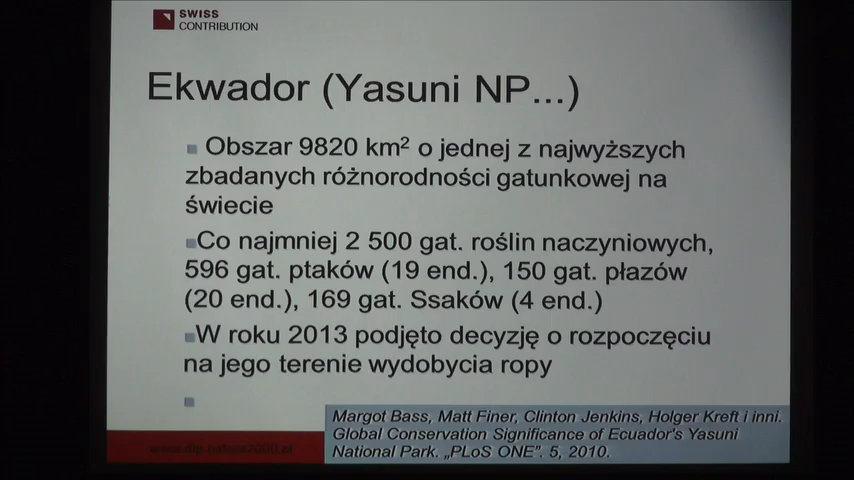 SWISS
CONTRIBUTION
Ekwador (Yasuni NP...)
Obszar 9820 km² o jednej z najwyższych
zbadanych różnorodności gatunkowej na
świecie
Co najmniej 2 500 gat. roślin naczyniowych,
596 gat. ptaków (19 end.), 150 gat. płazów
(20 end.), 169 gat. Ssaków (4 end.)
W roku 2013 podjęto decyzję o rozpoczęciu
na jego terenie wydobycia ropy
Margot Bass, Matt Finer, Clinton Jenkins, Holger Kreft i inni.
Global Conservation Significance of Ecuador's Yasuni
National Park. „PLoS ONE”. 5, 2010.